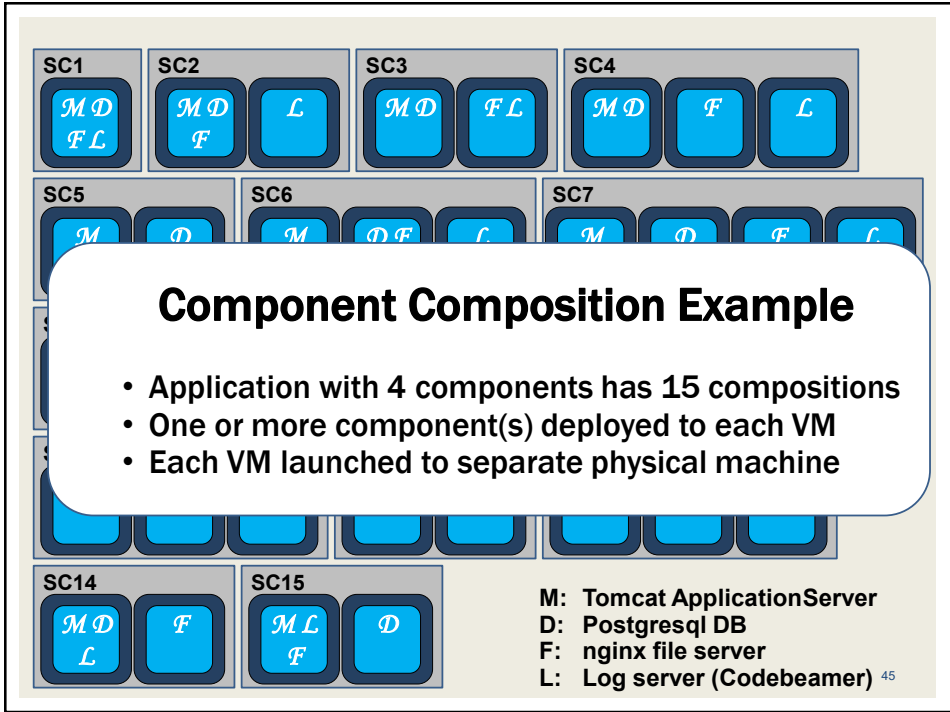 SC1 SC2 SC3 SC4
M D M D L M D F L M D F L
F L F
SC5 SC6 SC7
M D M D F L M D F L
Component Composition Example
• Application with 4 components has 15 compositions
• One or more component(s) deployed to each VM
• Each VM launched to separate physical machine
SC14 SC15
M D F M L D
L F
M: Tomcat ApplicationServer
D: Postgresql DB
F: nginx file server
L: Log server (Codebeamer) 45